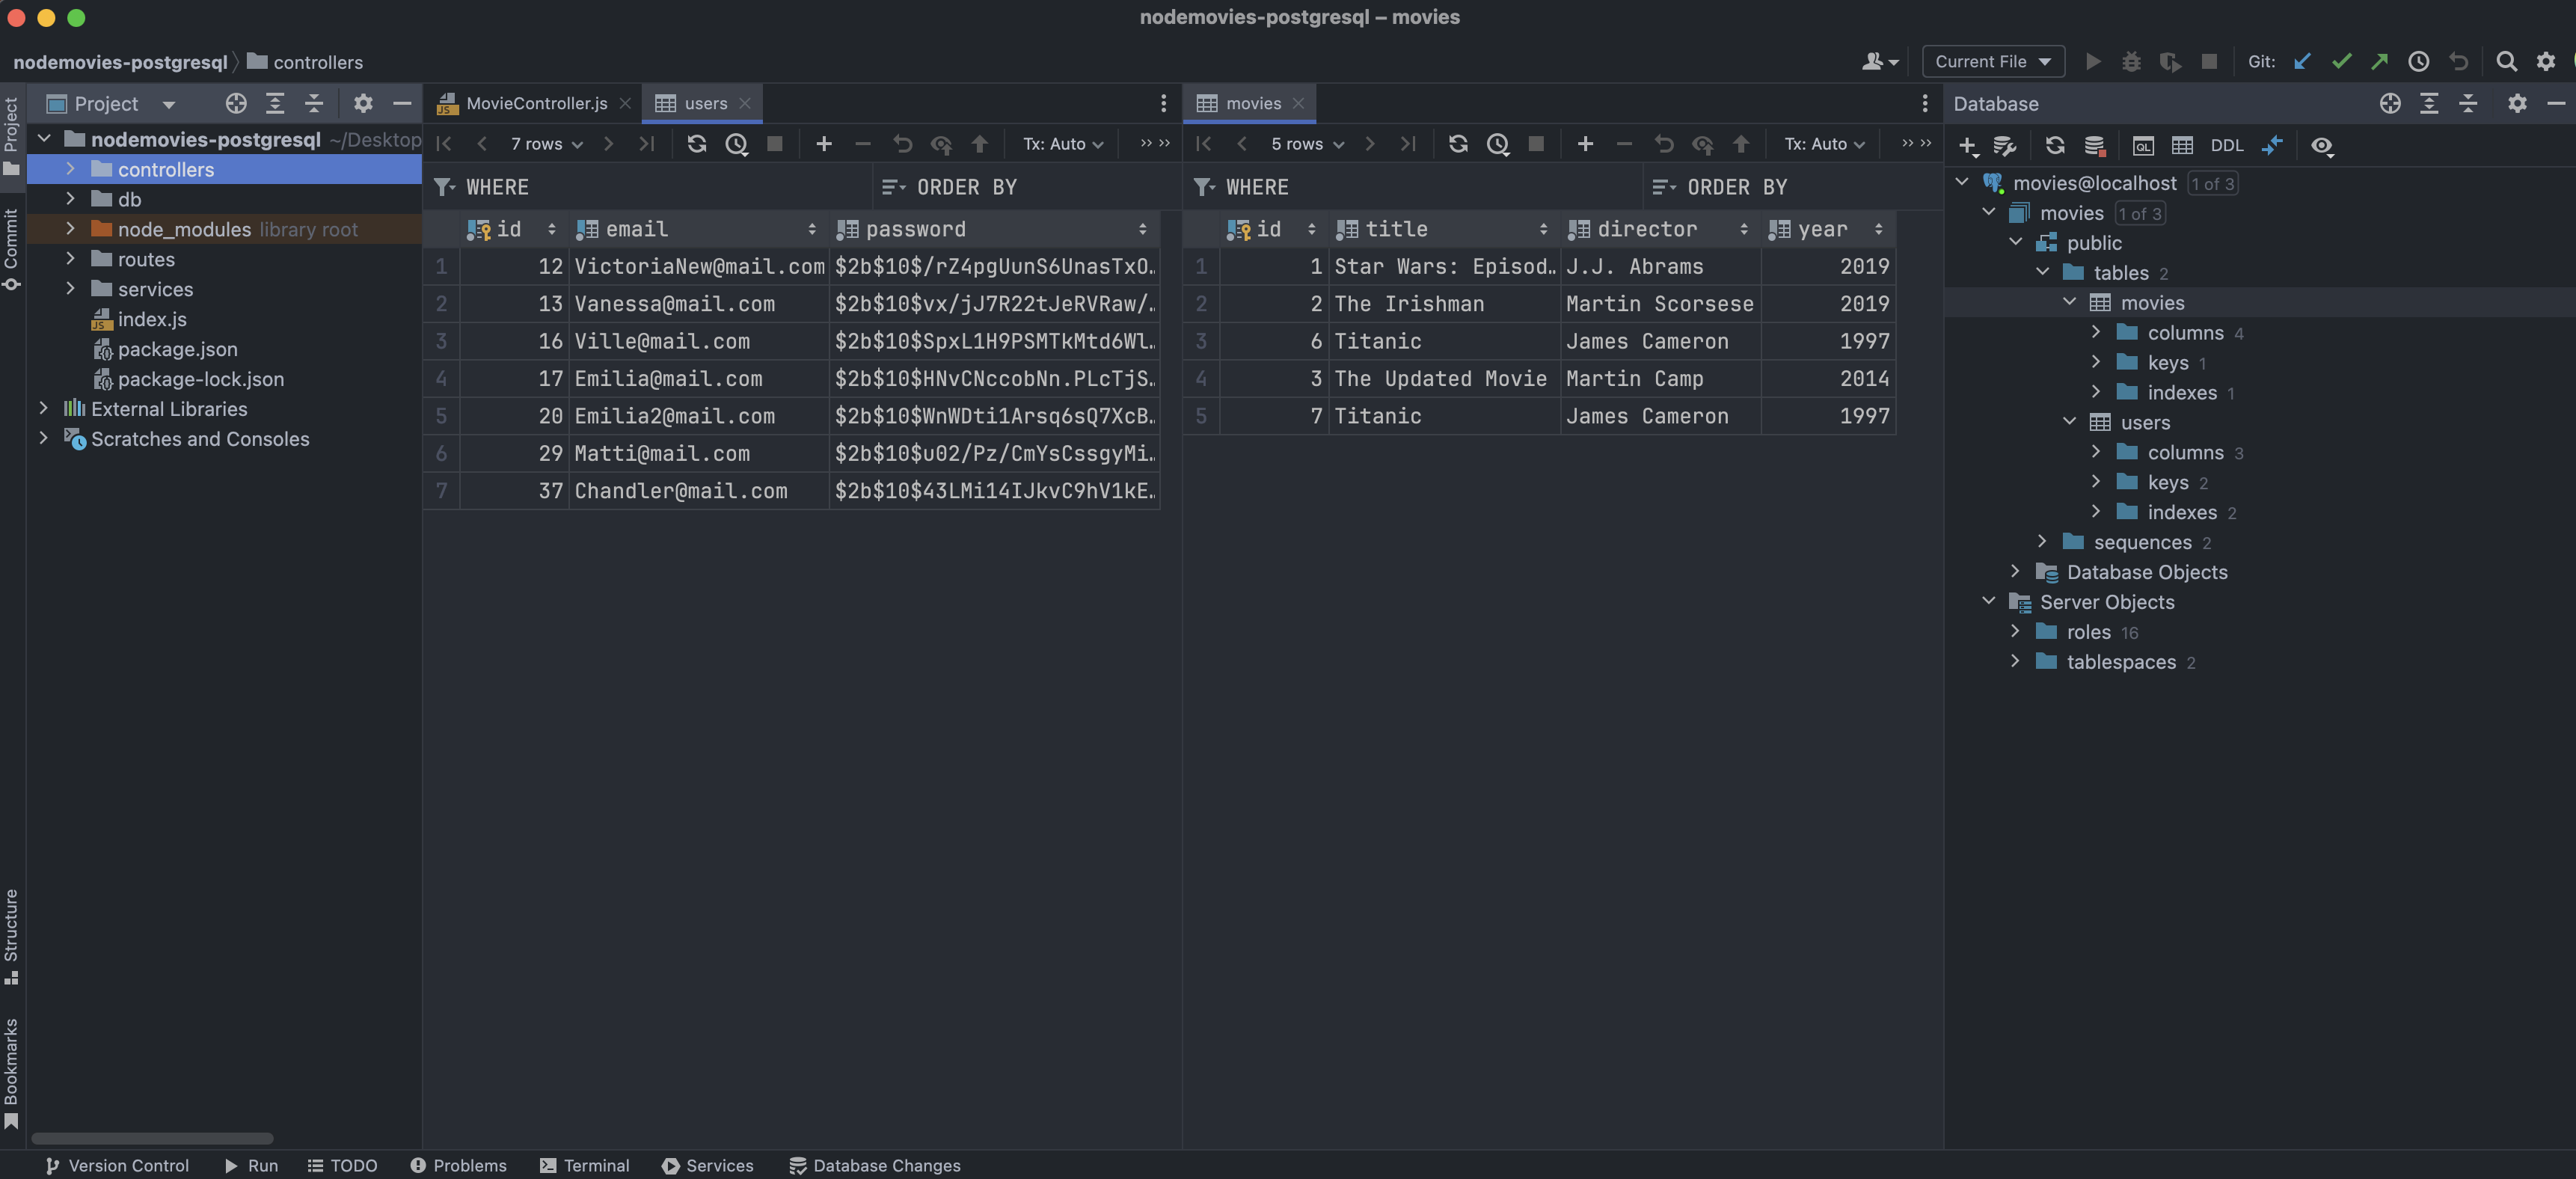 nodemovies-postgresql – movies
nodemovies-postgresql controllers
Current File
Git:
Project
Commit
Structure
Bookmarks
Project
nodemovies-postgresql ~/Desktop
controllers
db
node_modules library root
routes
services
index.js
package.json
package-lock.json
External Libraries
Scratches and Consoles
MovieController.js
users
7 rows
Tx: Auto
WHERE
ORDER BY
id email password
1 12 VictoriaNew@mail.com $2b$10$/rZ4pgUunS6UnasTxO…
2 13 Vanessa@mail.com $2b$10$vx/jJ7R22tJeRVRaw/…
3 16 Ville@mail.com $2b$10$SpxL1H9PSMTkMtd6Wl…
4 17 Emilia@mail.com $2b$10$HNvCNccobNn.PLcTjS…
5 20 Emilia2@mail.com $2b$10$WnWDti1Arsq6sQ7XcB…
6 29 Matti@mail.com $2b$10$u02/Pz/CmYsCssgyMi…
7 37 Chandler@mail.com $2b$10$43LMi14IJkvC9hV1kE…
movies
5 rows
Tx: Auto
WHERE
ORDER BY
id title director year
1 1 Star Wars: Episod… J.J. Abrams 2019
2 2 The Irishman Martin Scorsese 2019
3 6 Titanic James Cameron 1997
4 3 The Updated Movie Martin Camp 2014
5 7 Titanic James Cameron 1997
Database
QL
DDL
movies@localhost 1 of 3
movies 1 of 3
public
tables 2
movies
columns 4
keys 1
indexes 1
users
columns 3
keys 2
indexes 2
sequences 2
Database Objects
Server Objects
roles 16
tablespaces 2
Version Control
Run
TODO
Problems
Terminal
Services
Database Changes